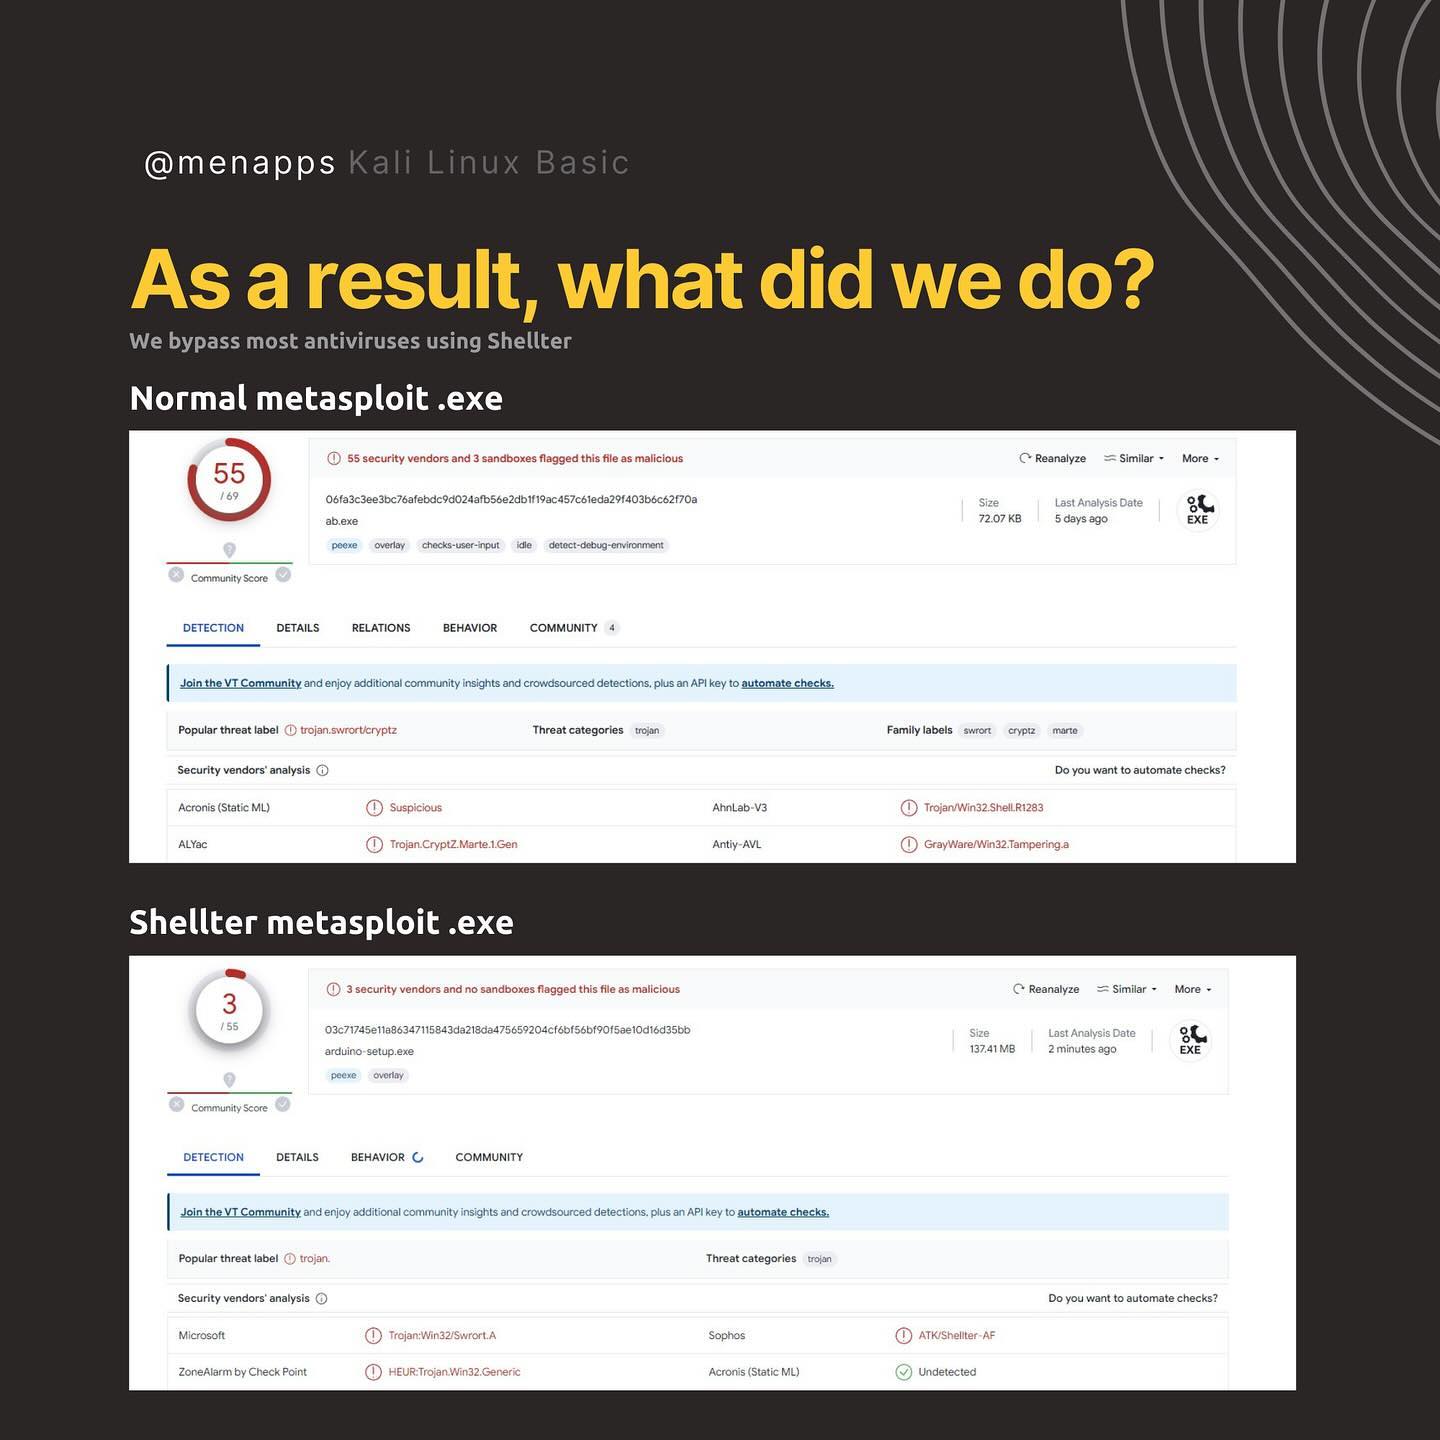 @menapps Kali Linux Basic
As a result, what did we do?
We bypass most antiviruses using Shellter
Normal metasploit .exe
55
/ 69
Community Score
55 security vendors and 3 sandboxes flagged this file as malicious
Reanalyze Similar More
06fa3c3ee3bc76afebdc9d024afb56e2db1f19ac457c61eda29f403b6c62f70a
ab.exe
Size
72.07 KB
Last Analysis Date
5 days ago
EXE
peexe overlay checks-user-input idle detect-debug-environment
DETECTION DETAILS RELATIONS BEHAVIOR COMMUNITY 4
Join the VT Community and enjoy additional community insights and crowdsourced detections, plus an API key to automate checks.
Popular threat label trojan.swrort/cryptz Threat categories trojan Family labels swrort cryptz marte
Security vendors' analysis Do you want to automate checks?
Acronis (Static ML) Suspicious AhnLab-V3 Trojan/Win32.Shell.R1283
ALYac Trojan.CryptZ.Marte.1.Gen Antiy-AVL GrayWare/Win32.Tampering.a
Shellter metasploit .exe
3
/ 55
Community Score
3 security vendors and no sandboxes flagged this file as malicious
Reanalyze Similar More
03c71745e11a86347115843da218da475659204cf6bf56bf90f5ae10d16d35bb
arduino-setup.exe
Size
137.41 MB
Last Analysis Date
2 minutes ago
EXE
peexe overlay
DETECTION DETAILS BEHAVIOR COMMUNITY
Join the VT Community and enjoy additional community insights and crowdsourced detections, plus an API key to automate checks.
Popular threat label trojan. Threat categories trojan
Security vendors' analysis Do you want to automate checks?
Microsoft Trojan:Win32/Swrort.A Sophos ATK/Shellter-AF
ZoneAlarm by Check Point HEUR:Trojan.Win32.Generic Acronis (Static ML) Undetected